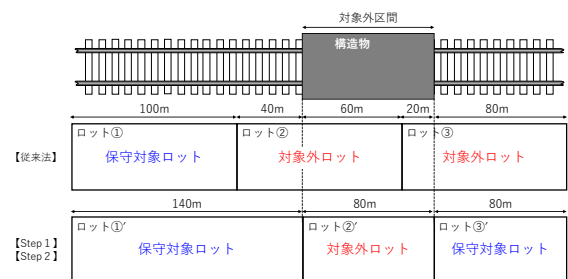 対象外区間
構造物
100m 40m 60m 20m 80m
ロット① ロット② ロット③
【従来法】 保守対象ロット 対象外ロット 対象外ロット
140m 80m 80m
ロット①′ ロット②′ ロット③′
【Step 1 】 保守対象ロット 対象外ロット 保守対象ロット
【Step 2 】